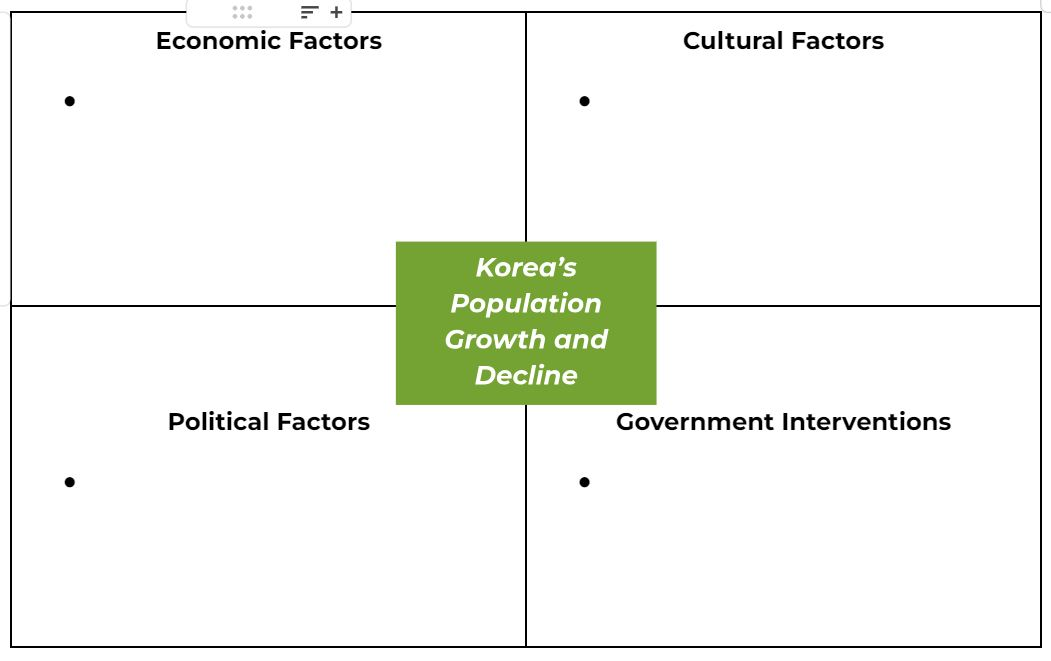 Economic Factors
Cultural Factors
•
•
Korea’s
Population
Growth and
Decline
Political Factors
Government Interventions
•
•